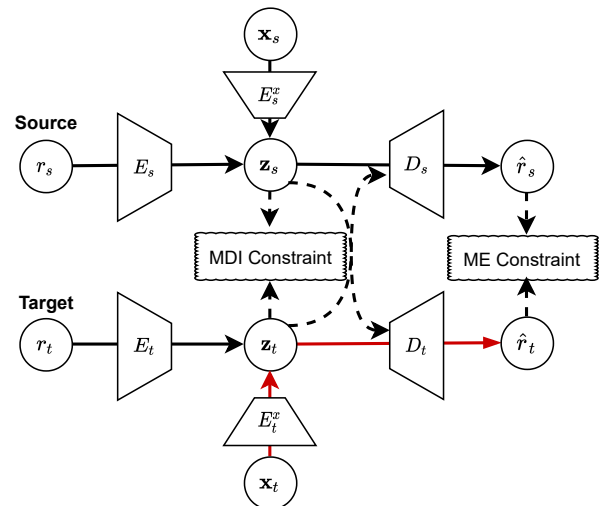 𝐱_s
E_s^x
Source
r_s
E_s
𝐳_s
D_s
r̂_s
MDI Constraint
ME Constraint
Target
r_t
E_t
𝐳_t
D_t
r̂_t
E_t^x
𝐱_t